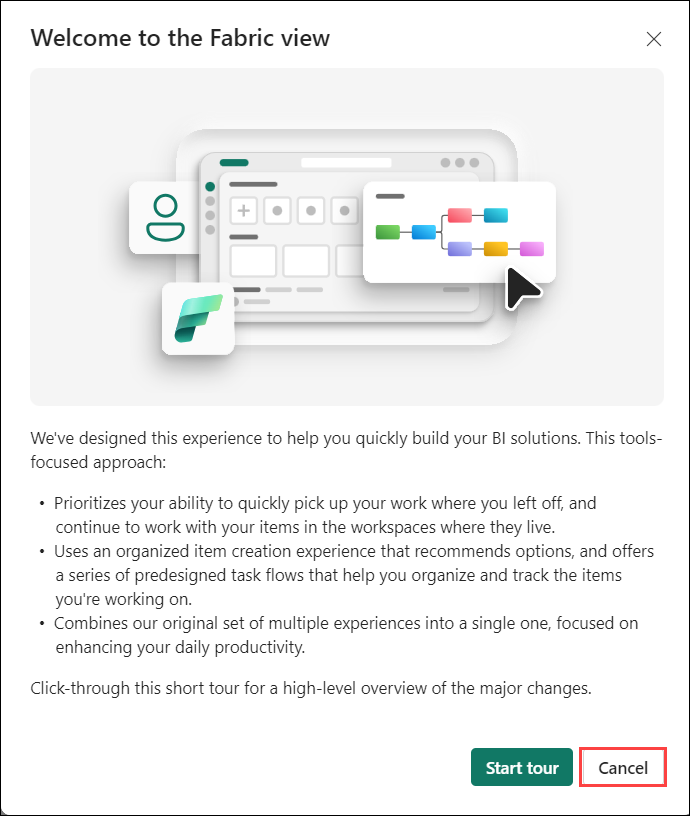 Welcome to the Fabric view
We've designed this experience to help you quickly build your BI solutions. This tools-
focused approach:
• Prioritizes your ability to quickly pick up your work where you left off, and
continue to work with your items in the workspaces where they live.
• Uses an organized item creation experience that recommends options, and offers
a series of predesigned task flows that help you organize and track the items
you're working on.
• Combines our original set of multiple experiences into a single one, focused on
enhancing your daily productivity.
Click-through this short tour for a high-level overview of the major changes.
Start tour
Cancel